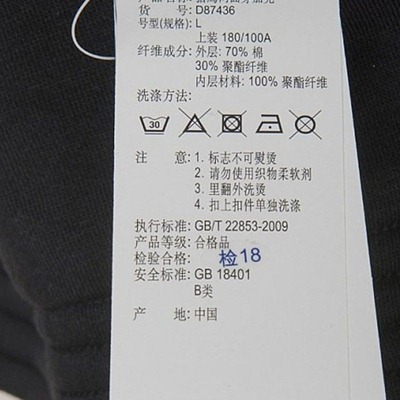 货 号: D87436
号型(规格): L
上装 180/100A
纤维成分: 外层: 70% 棉
30% 聚酯纤维
内层材料: 100% 聚酯纤维
洗涤方法:
30
注 意: 1. 标志不可熨烫
2. 请勿使用织物柔软剂
3. 里翻外洗烫
4. 扣上扣件单独洗涤
执行标准: GB/T 22853-2009
产品等级: 合格品
检验合格: 检18
安全标准: GB 18401
B类
产 地: 中国